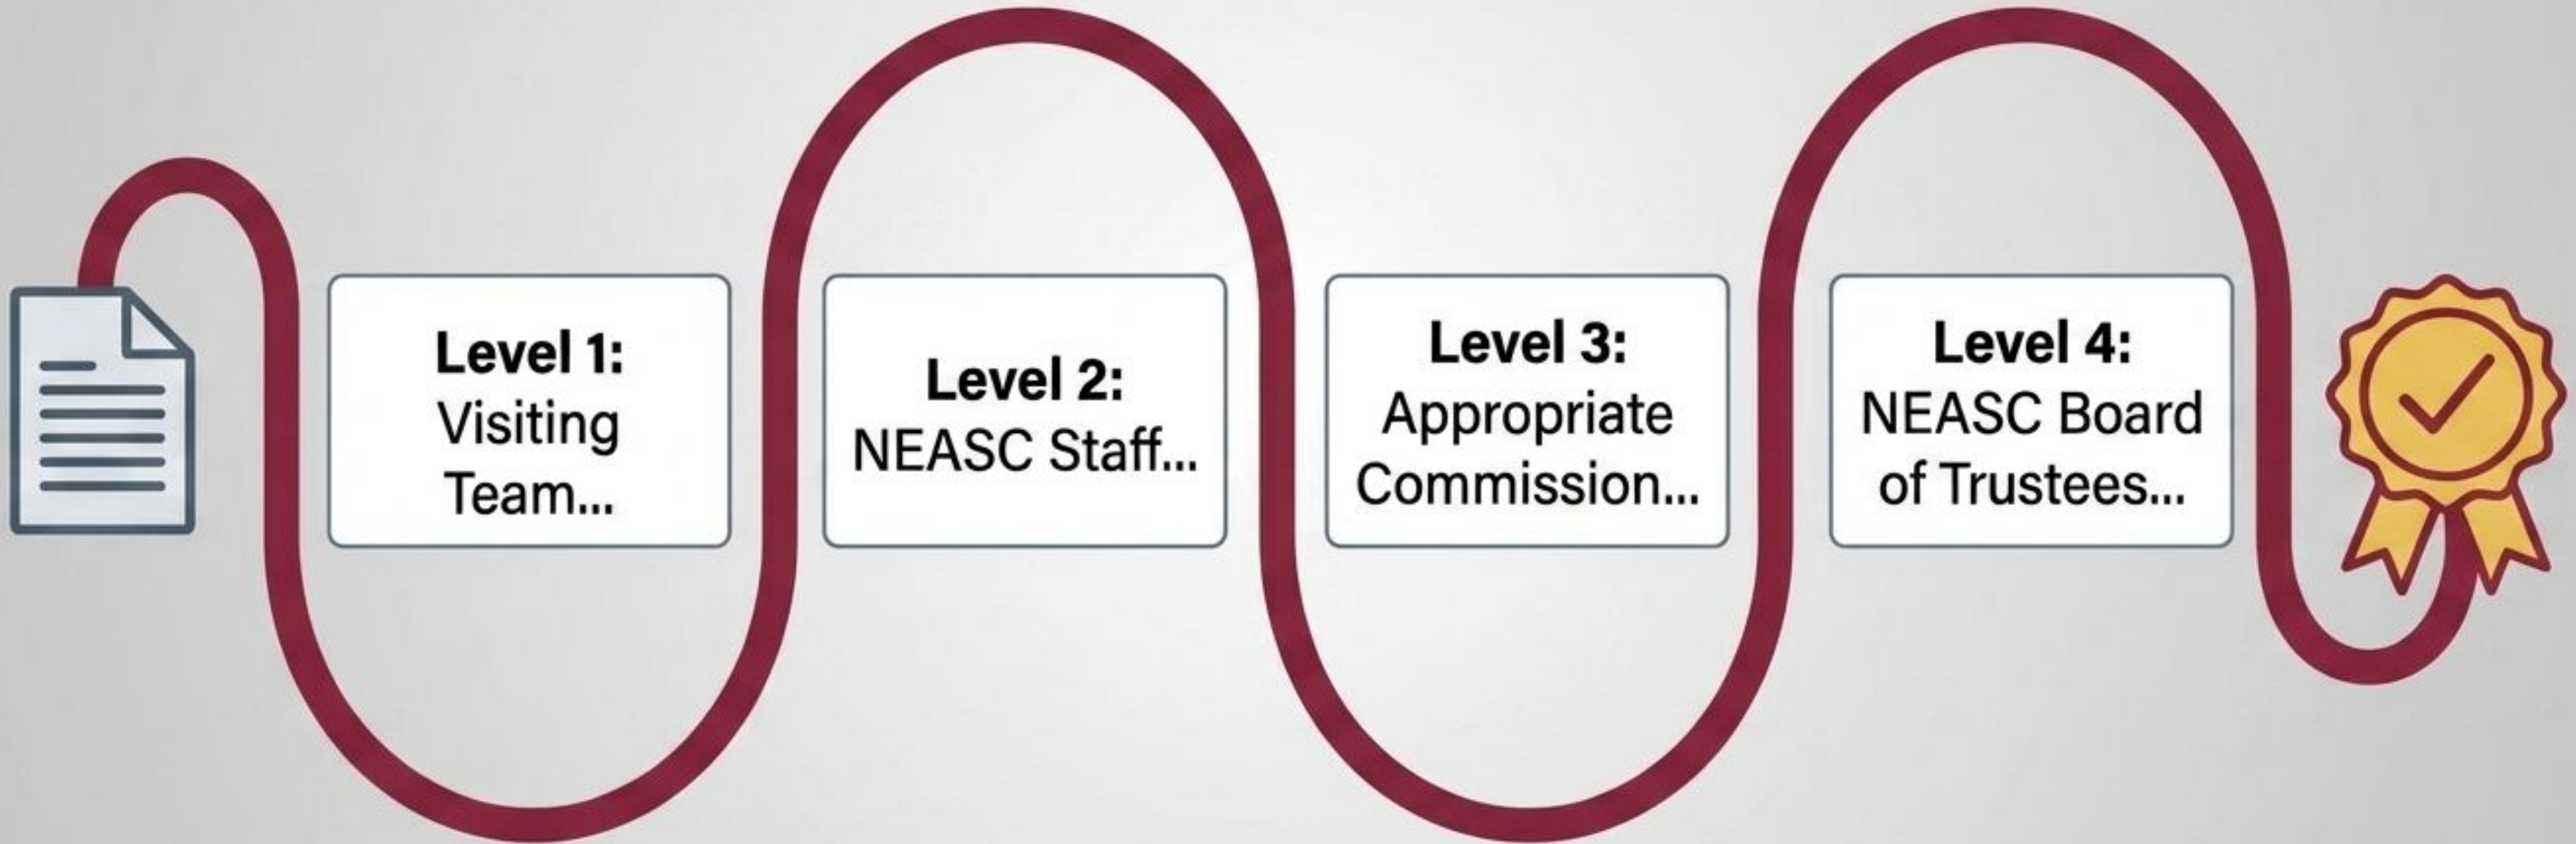 Level 1:
Visiting
Team...
Level 2:
NEASC Staff...
Level 3:
Appropriate
Commission...
Level 4:
NEASC Board
of Trustees...